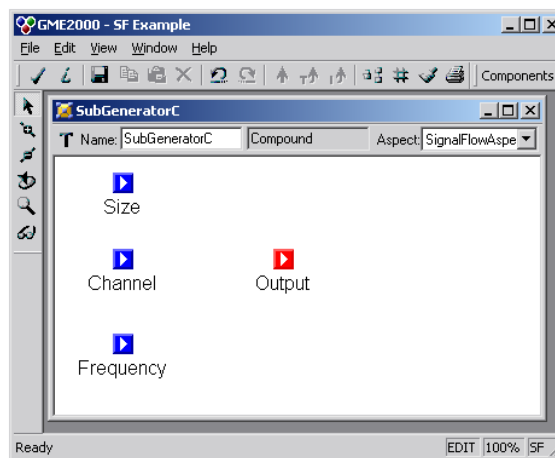 GME2000 - SF Example
File Edit View Window Help
Components
SubGeneratorC
Name: SubGeneratorC Compound Aspect: SignalFlowAspe
Size
Channel Output
Frequency
Ready EDIT 100% SF